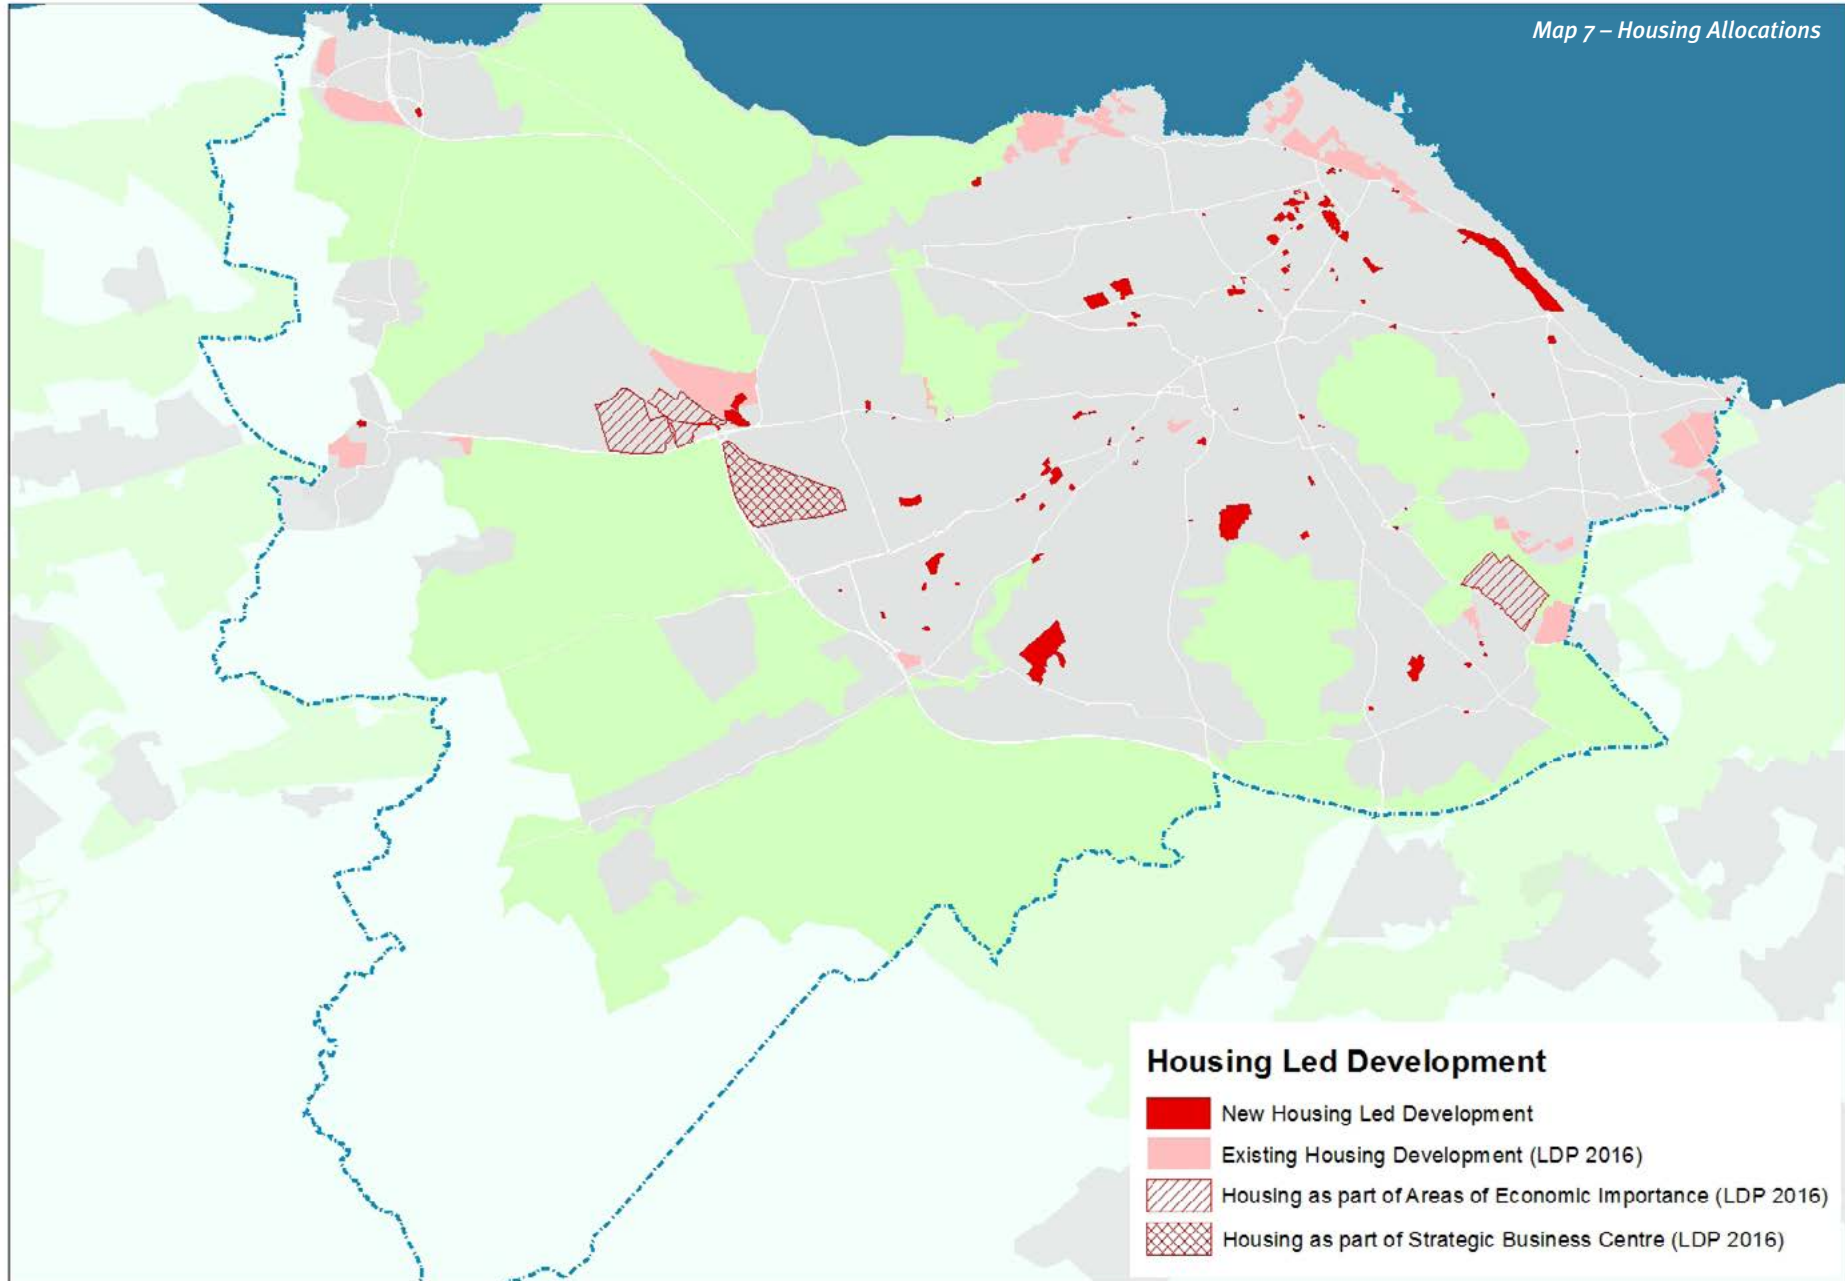 Map 7 – Housing Allocations
Housing Led Development
New Housing Led Development
Existing Housing Development (LDP 2016)
Housing as part of Areas of Economic Importance (LDP 2016)
Housing as part of Strategic Business Centre (LDP 2016)